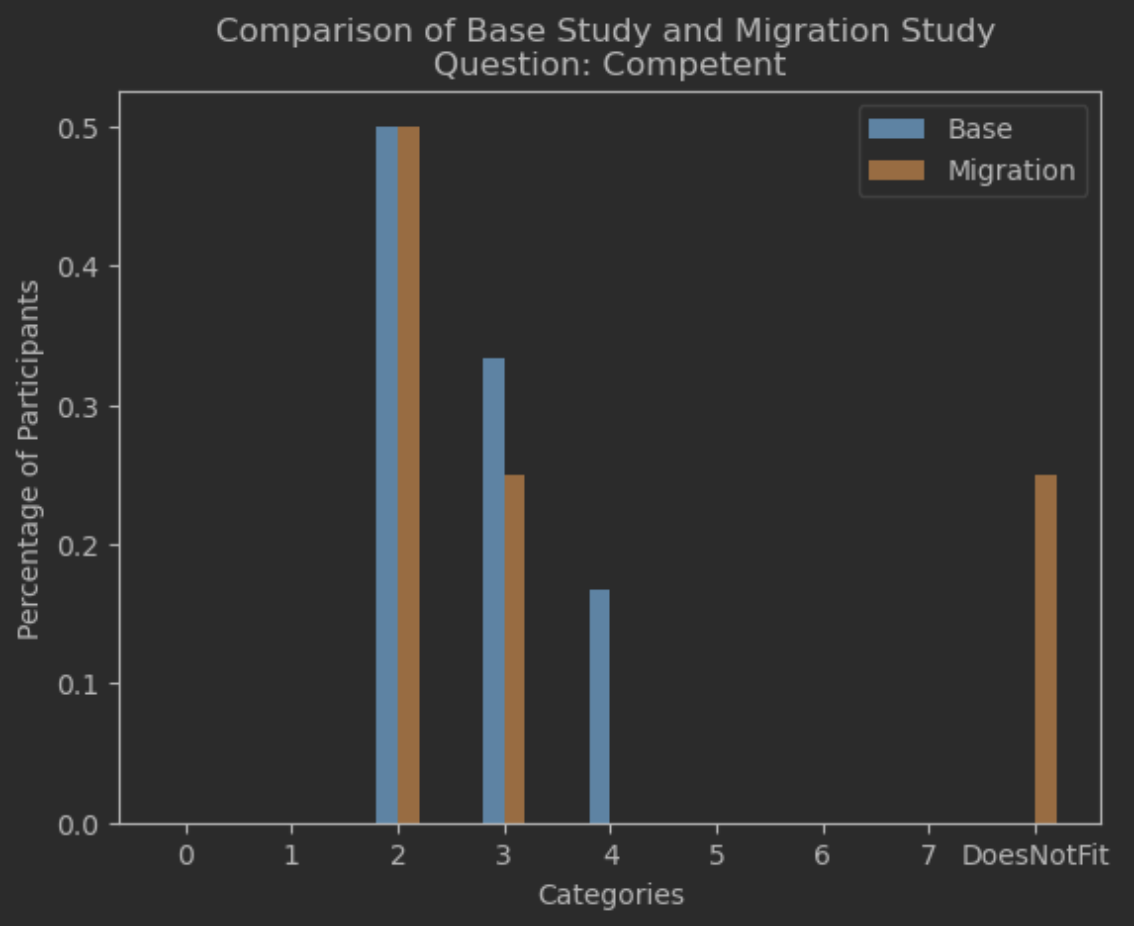 Comparison of Base Study and Migration Study
Question: Competent
Base
Migration
Percentage of Participants
0.5
0.4
0.3
0.2
0.1
0.0
0 1 2 3 4 5 6 7 DoesNotFit
Categories